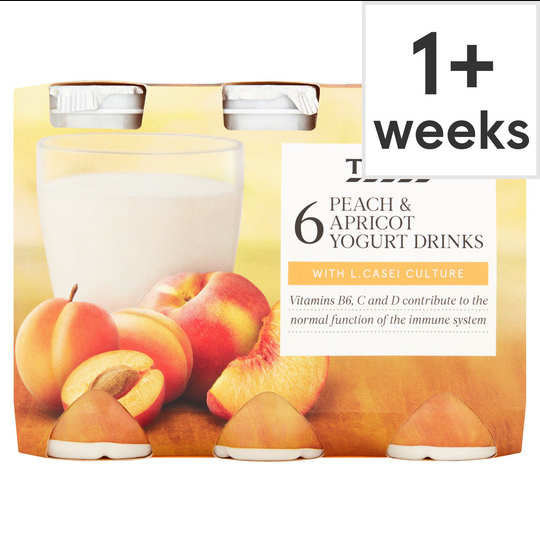 1+
weeks
6 PEACH &
APRICOT
YOGURT DRINKS
WITH L.CASEI CULTURE
Vitamins B6, C and D contribute to the
normal function of the immune system